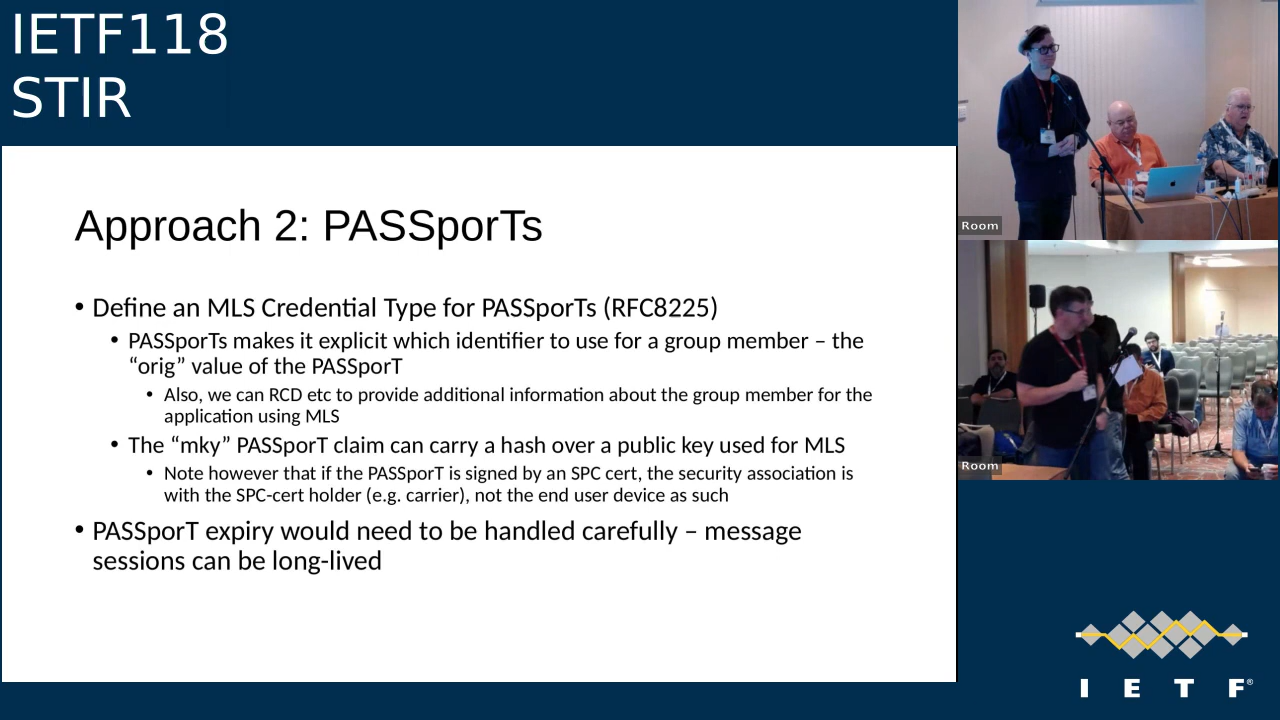 IETF118
STIR
Approach 2: PASSporTs
• Define an MLS Credential Type for PASSporTs (RFC8225)
• PASSporTs makes it explicit which identifier to use for a group member – the
“orig” value of the PASSporT
• Also, we can RCD etc to provide additional information about the group member for the
application using MLS
• The “mky” PASSporT claim can carry a hash over a public key used for MLS
• Note however that if the PASSporT is signed by an SPC cert, the security association is
with the SPC-cert holder (e.g. carrier), not the end user device as such
• PASSporT expiry would need to be handled carefully – message
sessions can be long-lived
Room
Room
I E T F®